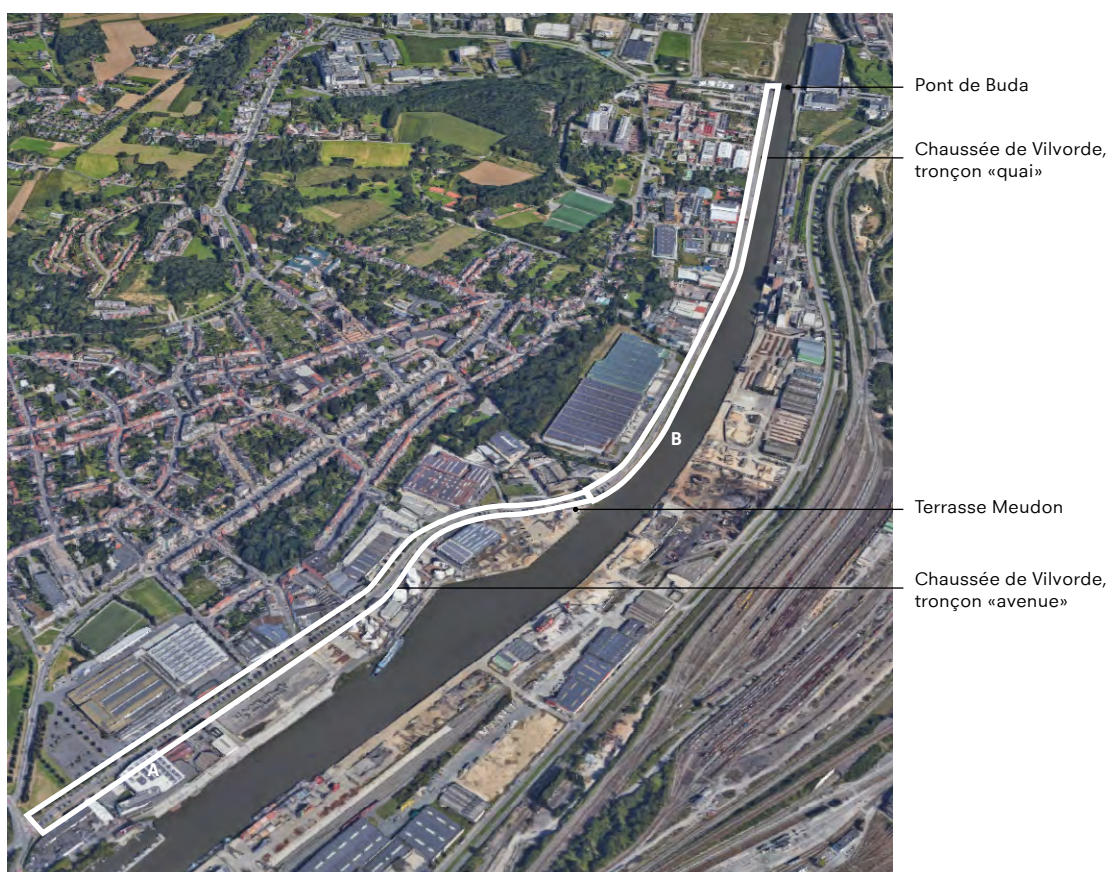 Pont de Buda
Chaussée de Vilvorde,
tronçon «quai»
B
Terrasse Meudon
Chaussée de Vilvorde,
tronçon «avenue»
A